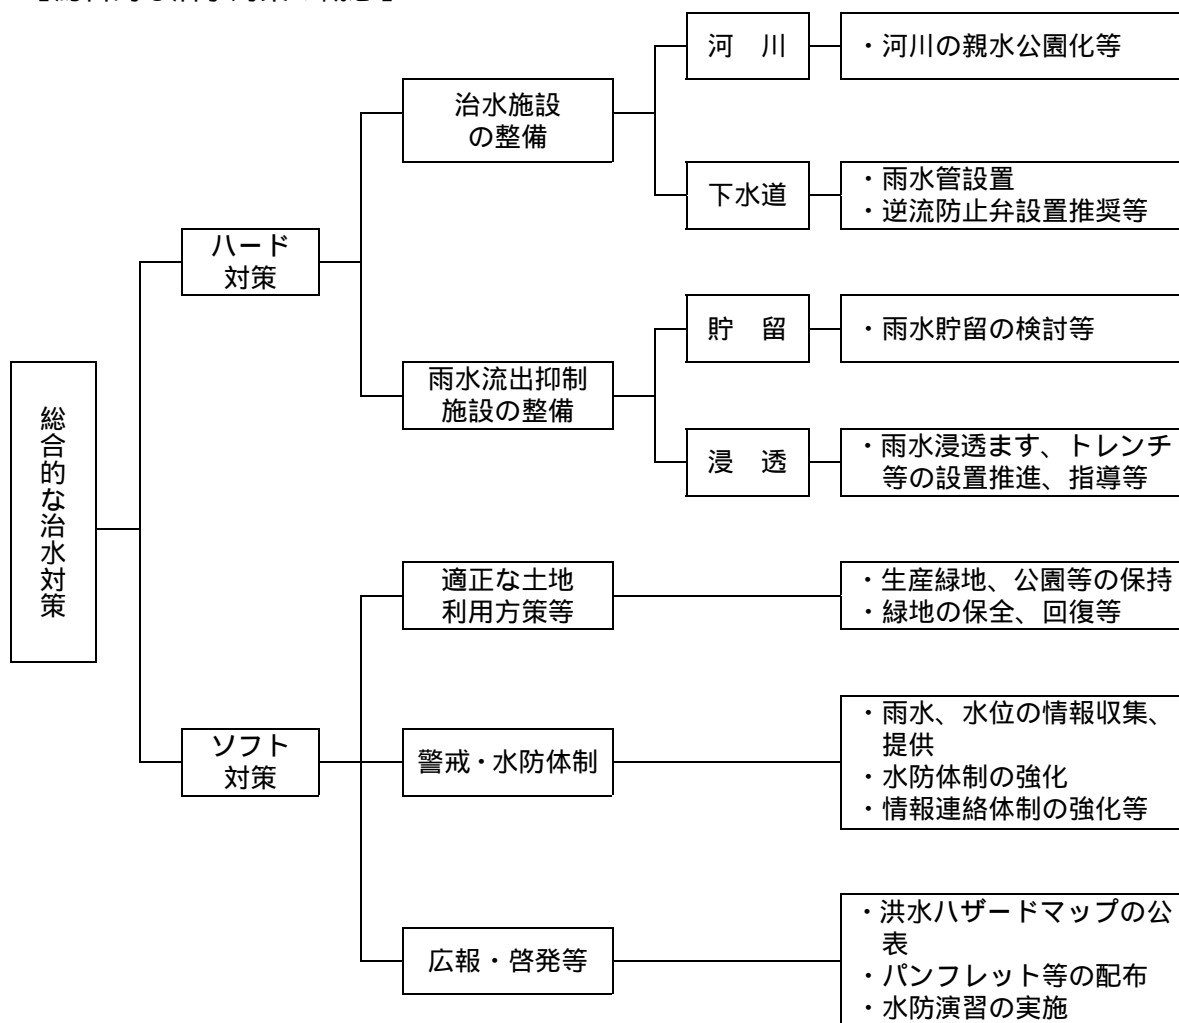 総合的な治水対策
ハード
対策
治水施設
の整備
河　川
・河川の親水公園化等
下水道
・雨水管設置
・逆流防止弁設置推奨等
雨水流出抑制
施設の整備
貯　留
・雨水貯留の検討等
浸　透
・雨水浸透ます、トレンチ
等の設置推進、指導等
ソフト
対策
適正な土地
利用方策等
・生産緑地、公園等の保持
・緑地の保全、回復等
警戒・水防体制
・雨水、水位の情報収集、
提供
・水防体制の強化
・情報連絡体制の強化等
広報・啓発等
・洪水ハザードマップの公
表
・パンフレット等の配布
・水防演習の実施